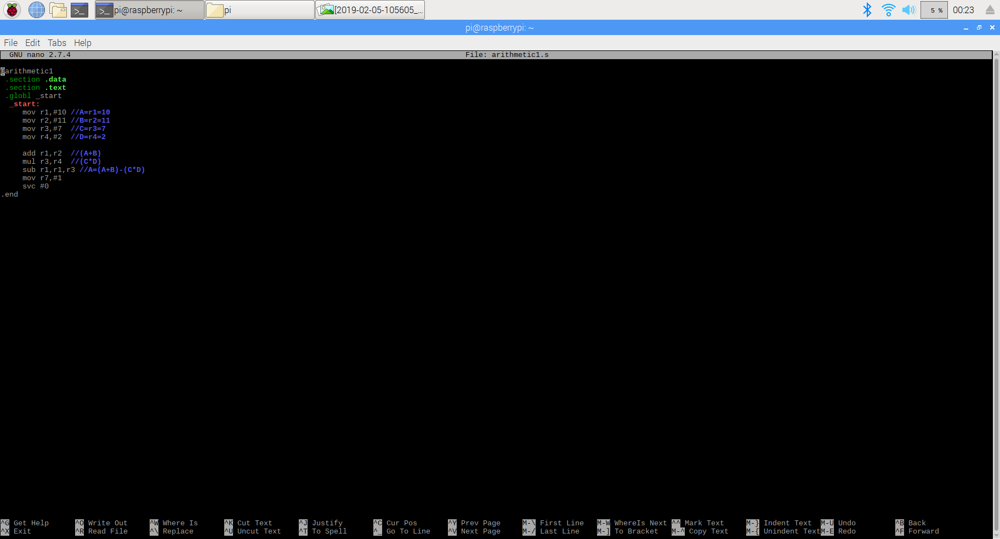 pi@raspberrypi: ~ pi [2019-02-05-105605_... 5 % 00:23
pi@raspberrypi: ~
File Edit Tabs Help
GNU nano 2.7.4 File: arithmetic1.s
@arithmetic1
.section .data
.section .text
.globl _start
_start:
mov r1,#10 //A=r1=10
mov r2,#11 //B=r2=11
mov r3,#7 //C=r3=7
mov r4,#2 //D=r4=2
add r1,r2 //(A+B)
mul r3,r4 //(C*D)
sub r1,r1,r3 //A=(A+B)-(C*D)
mov r7,#1
svc #0
.end
^G Get Help ^O Write Out ^W Where Is ^K Cut Text ^J Justify ^C Cur Pos ^Y Prev Page M-\ First Line M-W WhereIs Next ^^ Mark Text M-} Indent Text M-U Undo ^B Back
^X Exit ^R Read File ^\ Replace ^U Uncut Text ^T To Spell ^_ Go To Line ^V Next Page M-/ Last Line M-] To Bracket M-^ Copy Text M-{ Unindent Text M-E Redo ^F Forward